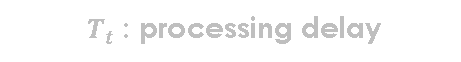 Tₜ : processing delay